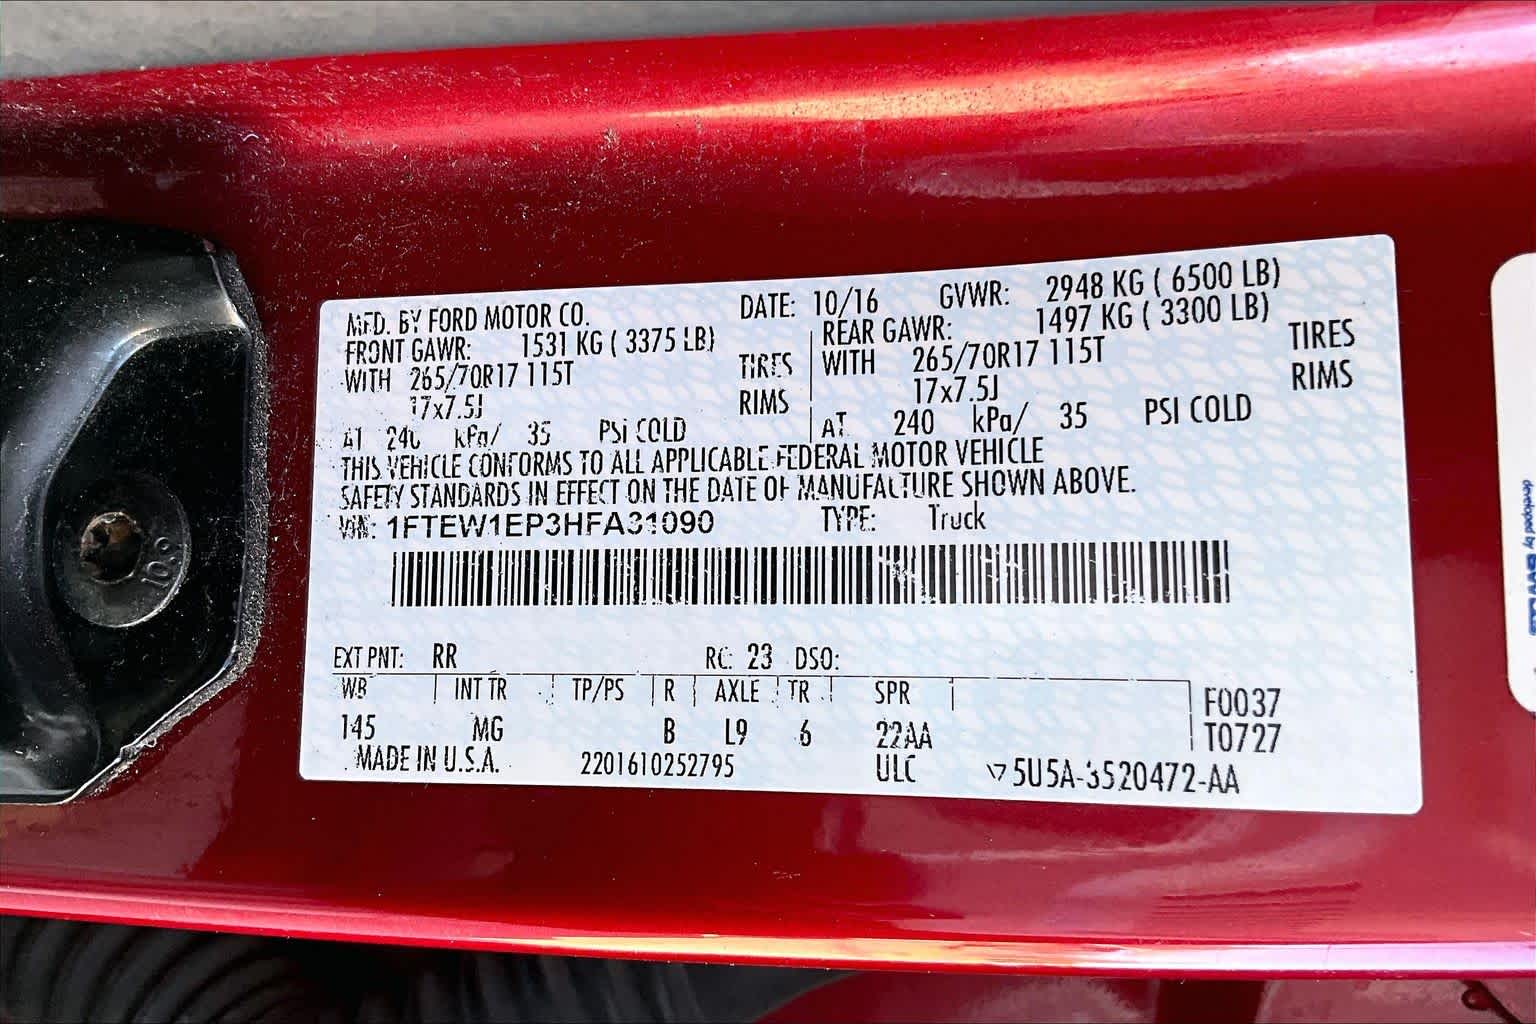 MFD. BY FORD MOTOR CO. DATE: 10/16 GVWR: 2948 KG ( 6500 LB)
FRONT GAWR: 1531 KG ( 3375 LB) REAR GAWR: 1497 KG ( 3300 LB)
WITH 265/70R17 115T TIRES WITH 265/70R17 115T TIRES
17x7.5J RIMS 17x7.5J RIMS
AT 240 kPa/ 35 PSI COLD AT 240 kPa/ 35 PSI COLD
THIS VEHICLE CONFORMS TO ALL APPLICABLE FEDERAL MOTOR VEHICLE
SAFETY STANDARDS IN EFFECT ON THE DATE OF MANUFACTURE SHOWN ABOVE.
VIN: 1FTEW1EP3HFA31090 TYPE: Truck
EXT PNT: RR RC: 23 DSO:
WB INT TR TP/PS R AXLE TR SPR F0037
145 MG B L9 6 22AA T0727
MADE IN U.S.A. 2201610252795 ULC 5U5A-3520472-AA
10.9
developed by